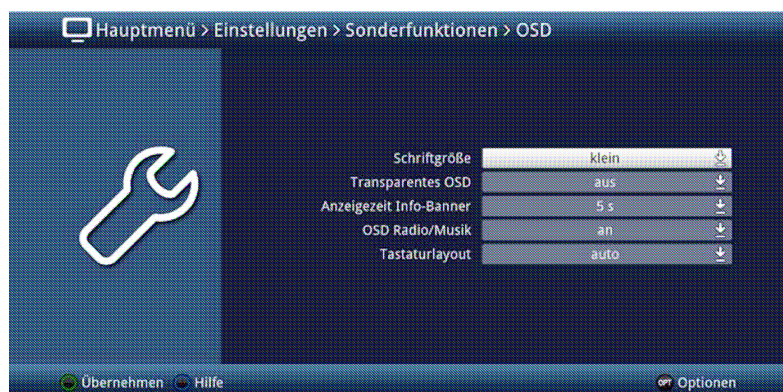 Hauptmenü > Einstellungen > Sonderfunktionen > OSD
Schriftgröße klein
Transparentes OSD aus
Anzeigezeit Info-Banner 5 s
OSD Radio/Musik an
Tastaturlayout auto
Übernehmen Hilfe OPT Optionen